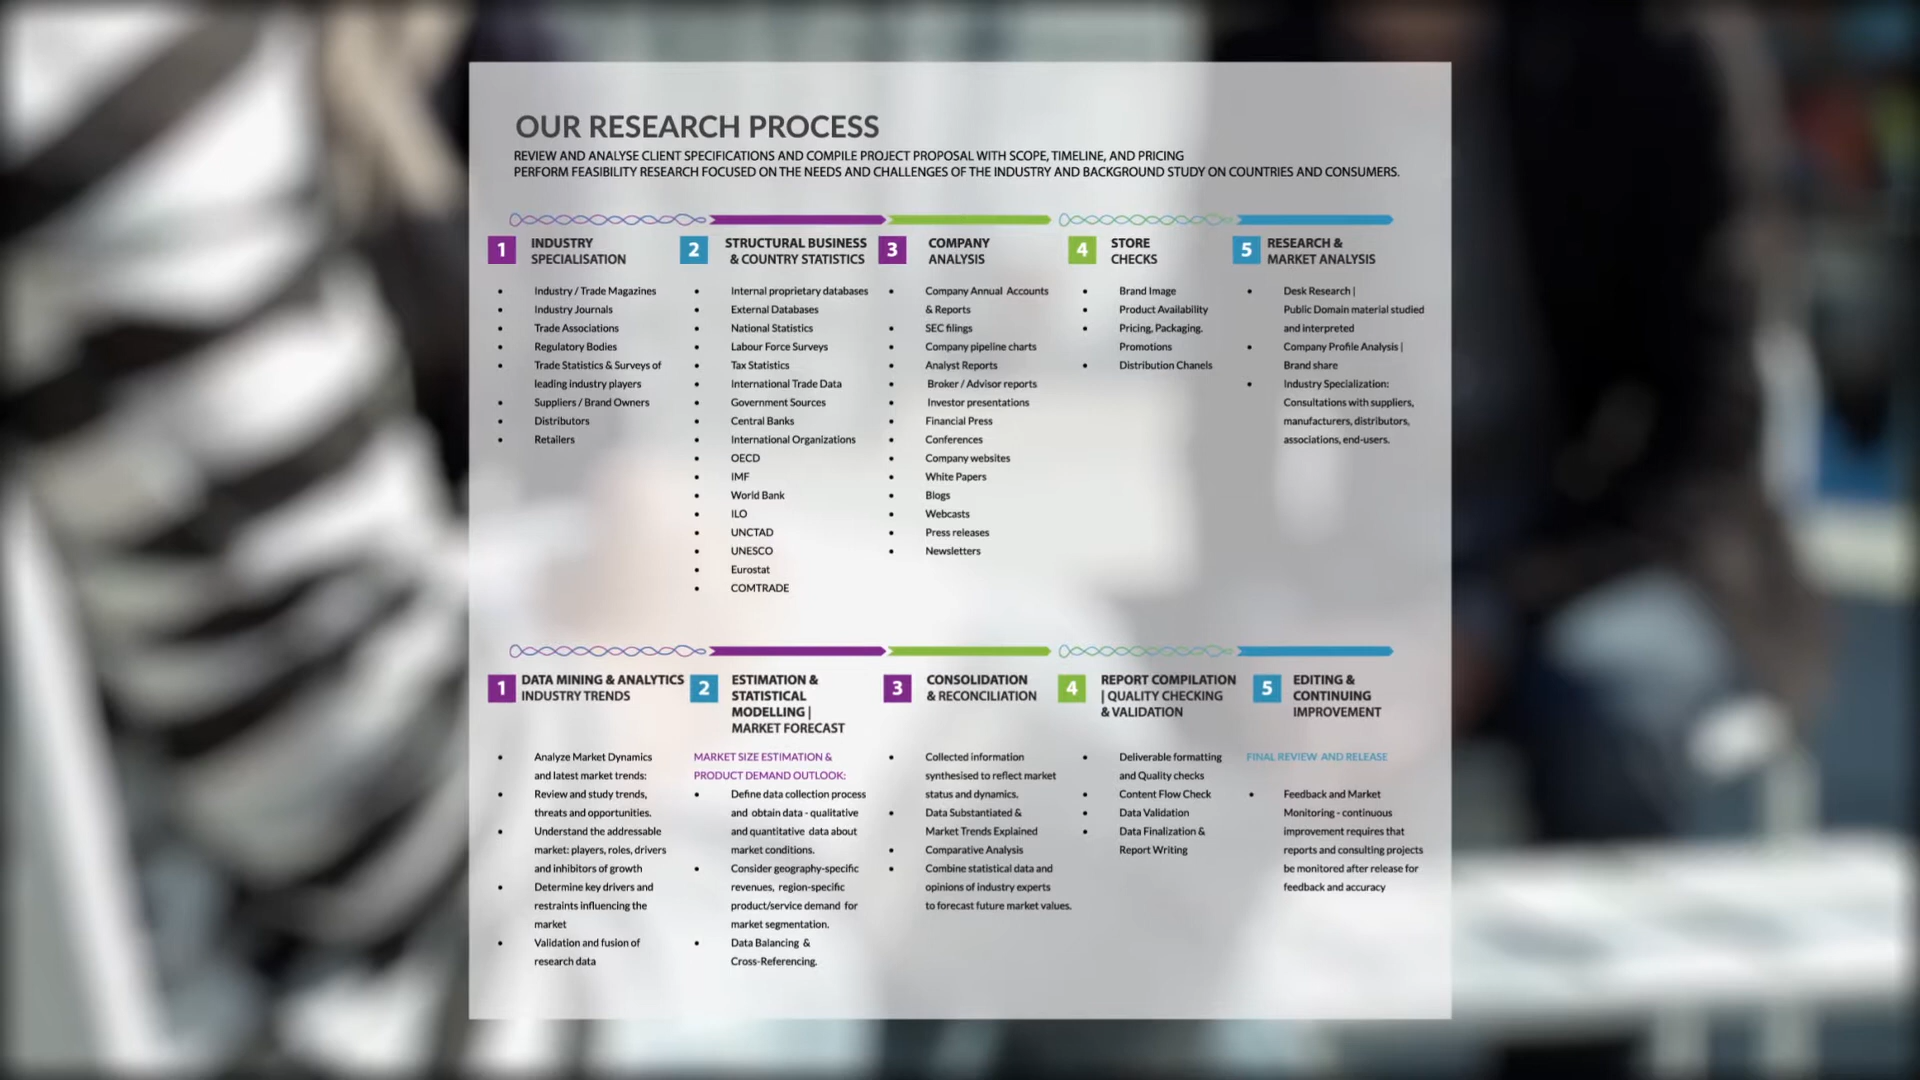 OUR RESEARCH PROCESS
REVIEW AND ANALYSE CLIENT SPECIFICATIONS AND COMPILE PROJECT PROPOSAL WITH SCOPE, TIMELINE, AND PRICING
PERFORM FEASIBILITY RESEARCH FOCUSED ON THE NEEDS AND CHALLENGES OF THE INDUSTRY AND BACKGROUND STUDY ON COUNTRIES AND CONSUMERS.
1
INDUSTRY
SPECIALISATION
• Industry / Trade Magazines
• Industry Journals
• Trade Associations
• Regulatory Bodies
• Trade Statistics & Surveys of
leading industry players
• Suppliers / Brand Owners
• Distributors
• Retailers
2
STRUCTURAL BUSINESS
& COUNTRY STATISTICS
• Internal proprietary databases
• External Databases
• National Statistics
• Labour Force Surveys
• Tax Statistics
• International Trade Data
• Government Sources
• Central Banks
• International Organizations
• OECD
• IMF
• World Bank
• ILO
• UNCTAD
• UNESCO
• Eurostat
• COMTRADE
3
COMPANY
ANALYSIS
• Company Annual Accounts
& Reports
• SEC filings
• Company pipeline charts
• Analyst Reports
• Broker / Advisor reports
• Investor presentations
• Financial Press
• Conferences
• Company websites
• White Papers
• Blogs
• Webcasts
• Press releases
• Newsletters
4
STORE
CHECKS
• Brand Image
• Product Availability
• Pricing, Packaging.
Promotions
• Distribution Chanels
5
RESEARCH &
MARKET ANALYSIS
• Desk Research |
Public Domain material studied
and interpreted
• Company Profile Analysis |
Brand share
• Industry Specialization:
Consultations with suppliers,
manufacturers, distributors,
associations, end-users.
1
DATA MINING & ANALYTICS
INDUSTRY TRENDS
• Analyze Market Dynamics
and latest market trends:
• Review and study trends,
threats and opportunities.
• Understand the addressable
market: players, roles, drivers
and inhibitors of growth
• Determine key drivers and
restraints influencing the
market
• Validation and fusion of
research data
2
ESTIMATION &
STATISTICAL
MODELLING |
MARKET FORECAST
MARKET SIZE ESTIMATION &
PRODUCT DEMAND OUTLOOK:
• Define data collection process
and obtain data - qualitative
and quantitative data about
market conditions.
• Consider geography-specific
revenues, region-specific
product/service demand for
market segmentation.
• Data Balancing &
Cross-Referencing.
3
CONSOLIDATION
& RECONCILIATION
• Collected information
synthesised to reflect market
status and dynamics.
• Data Substantiated &
Market Trends Explained
• Comparative Analysis
• Combine statistical data and
opinions of industry experts
to forecast future market values.
4
REPORT COMPILATION
| QUALITY CHECKING
& VALIDATION
• Deliverable formatting
and Quality checks
• Content Flow Check
• Data Validation
• Data Finalization &
Report Writing
5
EDITING &
CONTINUING
IMPROVEMENT
FINAL REVIEW AND RELEASE
• Feedback and Market
Monitoring - continuous
improvement requires that
reports and consulting projects
be monitored after release for
feedback and accuracy